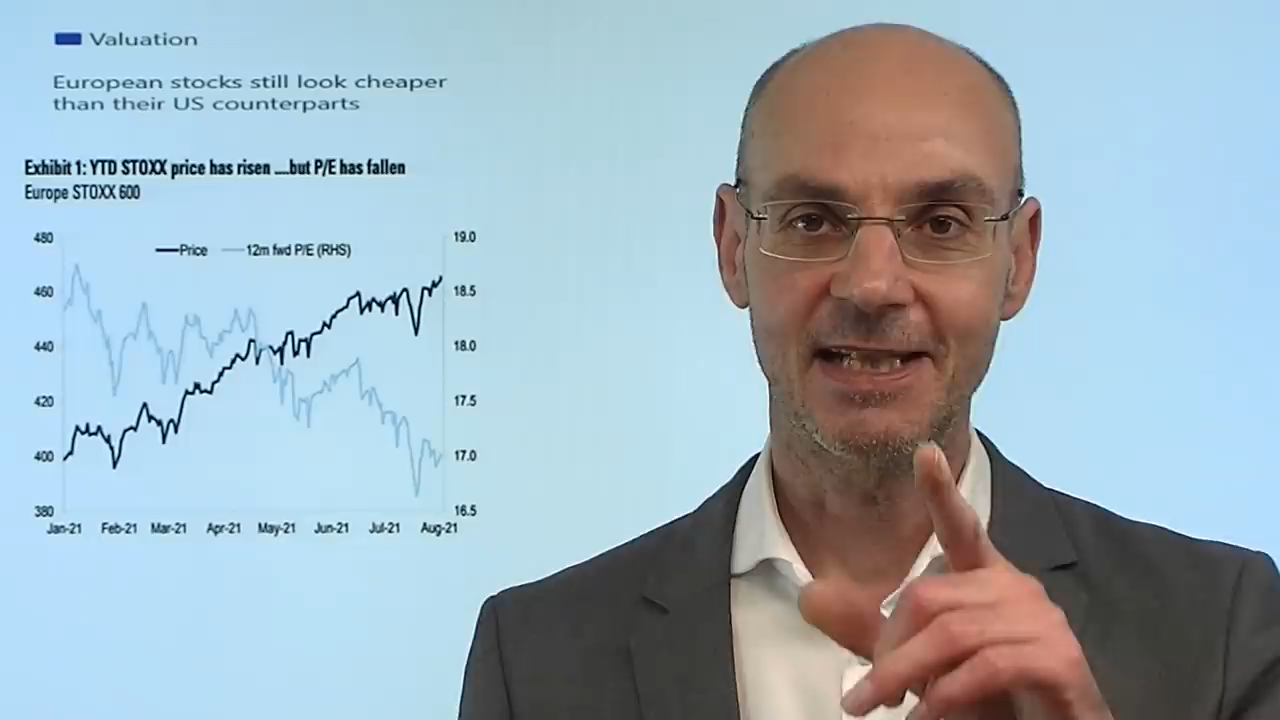 Valuation
European stocks still look cheaper
than their US counterparts
Exhibit 1: YTD STOXX price has risen ....but P/E has fallen
Europe STOXX 600
Price 12m fwd P/E (RHS)
480 19.0
460 18.5
440 18.0
420 17.5
400 17.0
380 16.5
Jan-21 Feb-21 Mar-21 Apr-21 May-21 Jun-21 Jul-21 Aug-21